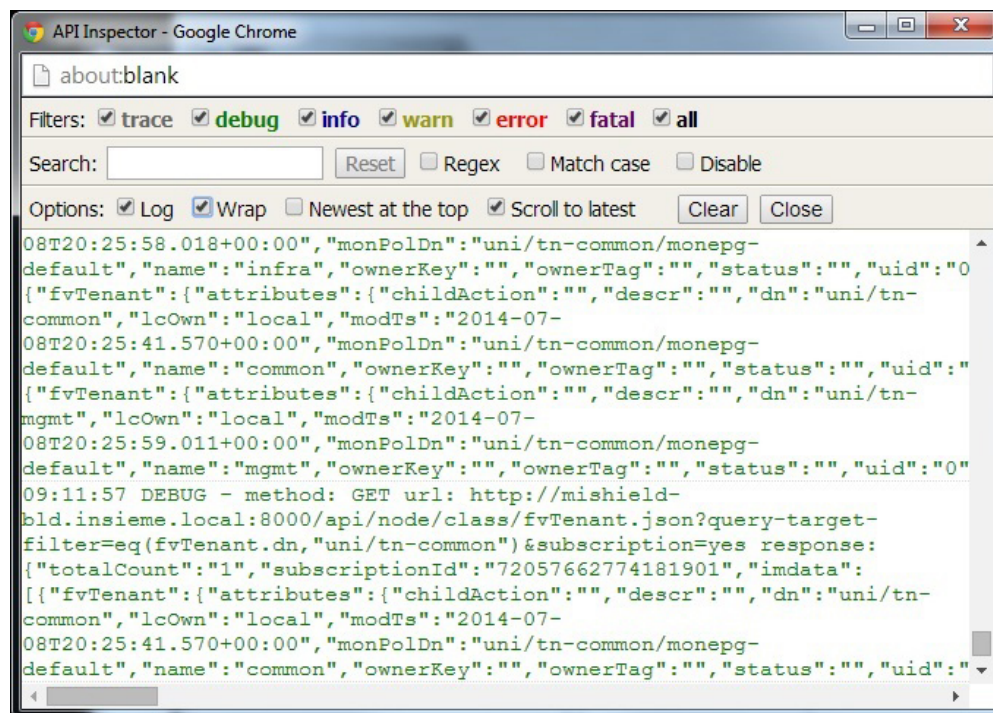 API Inspector - Google Chrome
about:blank
Filters: trace debug info warn error fatal all
Search: Reset Regex Match case Disable
Options: Log Wrap Newest at the top Scroll to latest Clear Close
08T20:25:58.018+00:00","monPolDn":"uni/tn-common/monepg-
default","name":"infra","ownerKey":"","ownerTag":"","status":"","uid":"0
{"fvTenant":{"attributes":{"childAction":"","descr":"","dn":"uni/tn-
common","lcOwn":"local","modTs":"2014-07-
08T20:25:41.570+00:00","monPolDn":"uni/tn-common/monepg-
default","name":"common","ownerKey":"","ownerTag":"","status":"","uid":"
{"fvTenant":{"attributes":{"childAction":"","descr":"","dn":"uni/tn-
mgmt","lcOwn":"local","modTs":"2014-07-
08T20:25:59.011+00:00","monPolDn":"uni/tn-common/monepg-
default","name":"mgmt","ownerKey":"","ownerTag":"","status":"","uid":"0"
09:11:57 DEBUG - method: GET url: http://mishield-
bld.insieme.local:8000/api/node/class/fvTenant.json?query-target-
filter=eq(fvTenant.dn,"uni/tn-common")&subscription=yes response:
{"totalCount":"1","subscriptionId":"72057662774181901","imdata":
[{"fvTenant":{"attributes":{"childAction":"","descr":"","dn":"uni/tn-
common","lcOwn":"local","modTs":"2014-07-
08T20:25:41.570+00:00","monPolDn":"uni/tn-common/monepg-
default","name":"common","ownerKey":"","ownerTag":"","status":"","uid":"